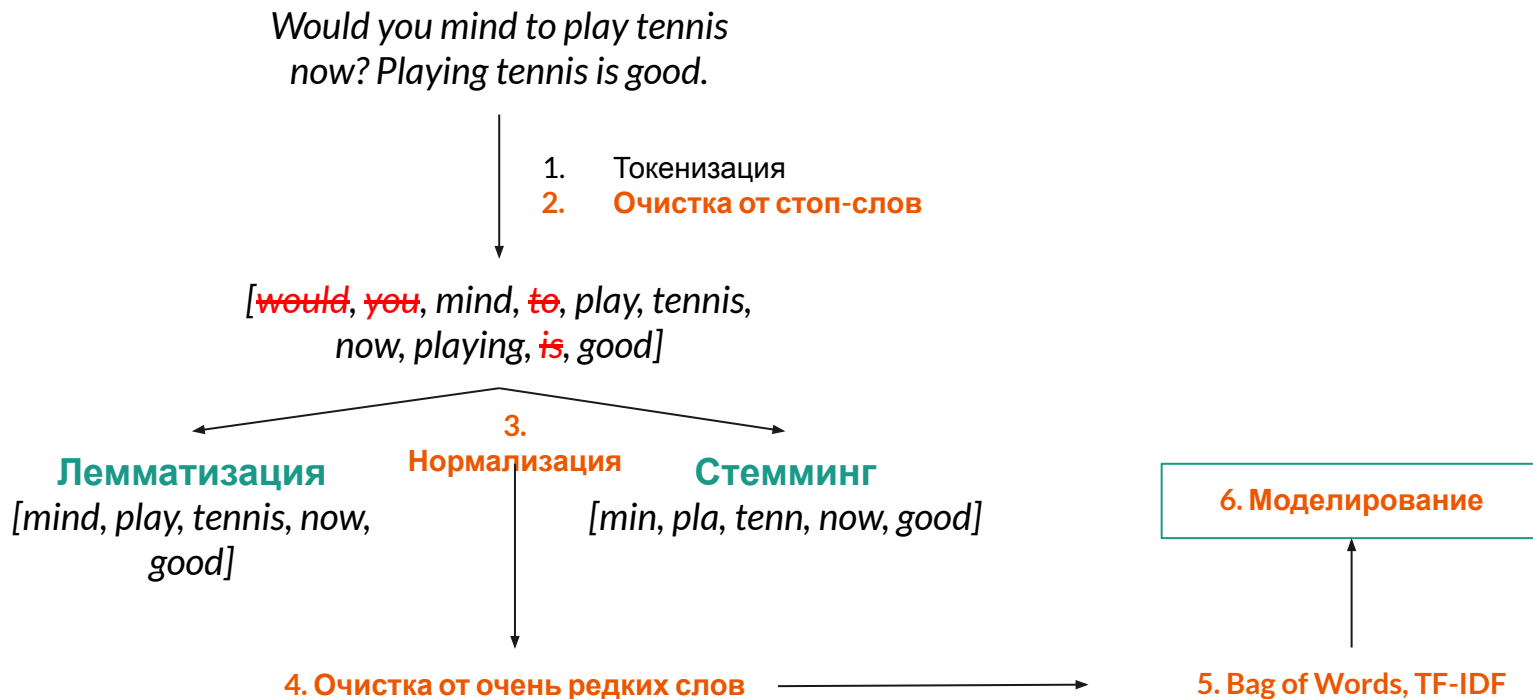 Would you mind to play tennis
now? Playing tennis is good.
1. Токенизация
2. Очистка от стоп-слов
[would, you, mind, to, play, tennis,
now, playing, is, good]
3.
Нормализация
Лемматизация
[mind, play, tennis, now,
good]
Стемминг
[min, pla, tenn, now, good]
6. Моделирование
4. Очистка от очень редких слов
5. Bag of Words, TF-IDF